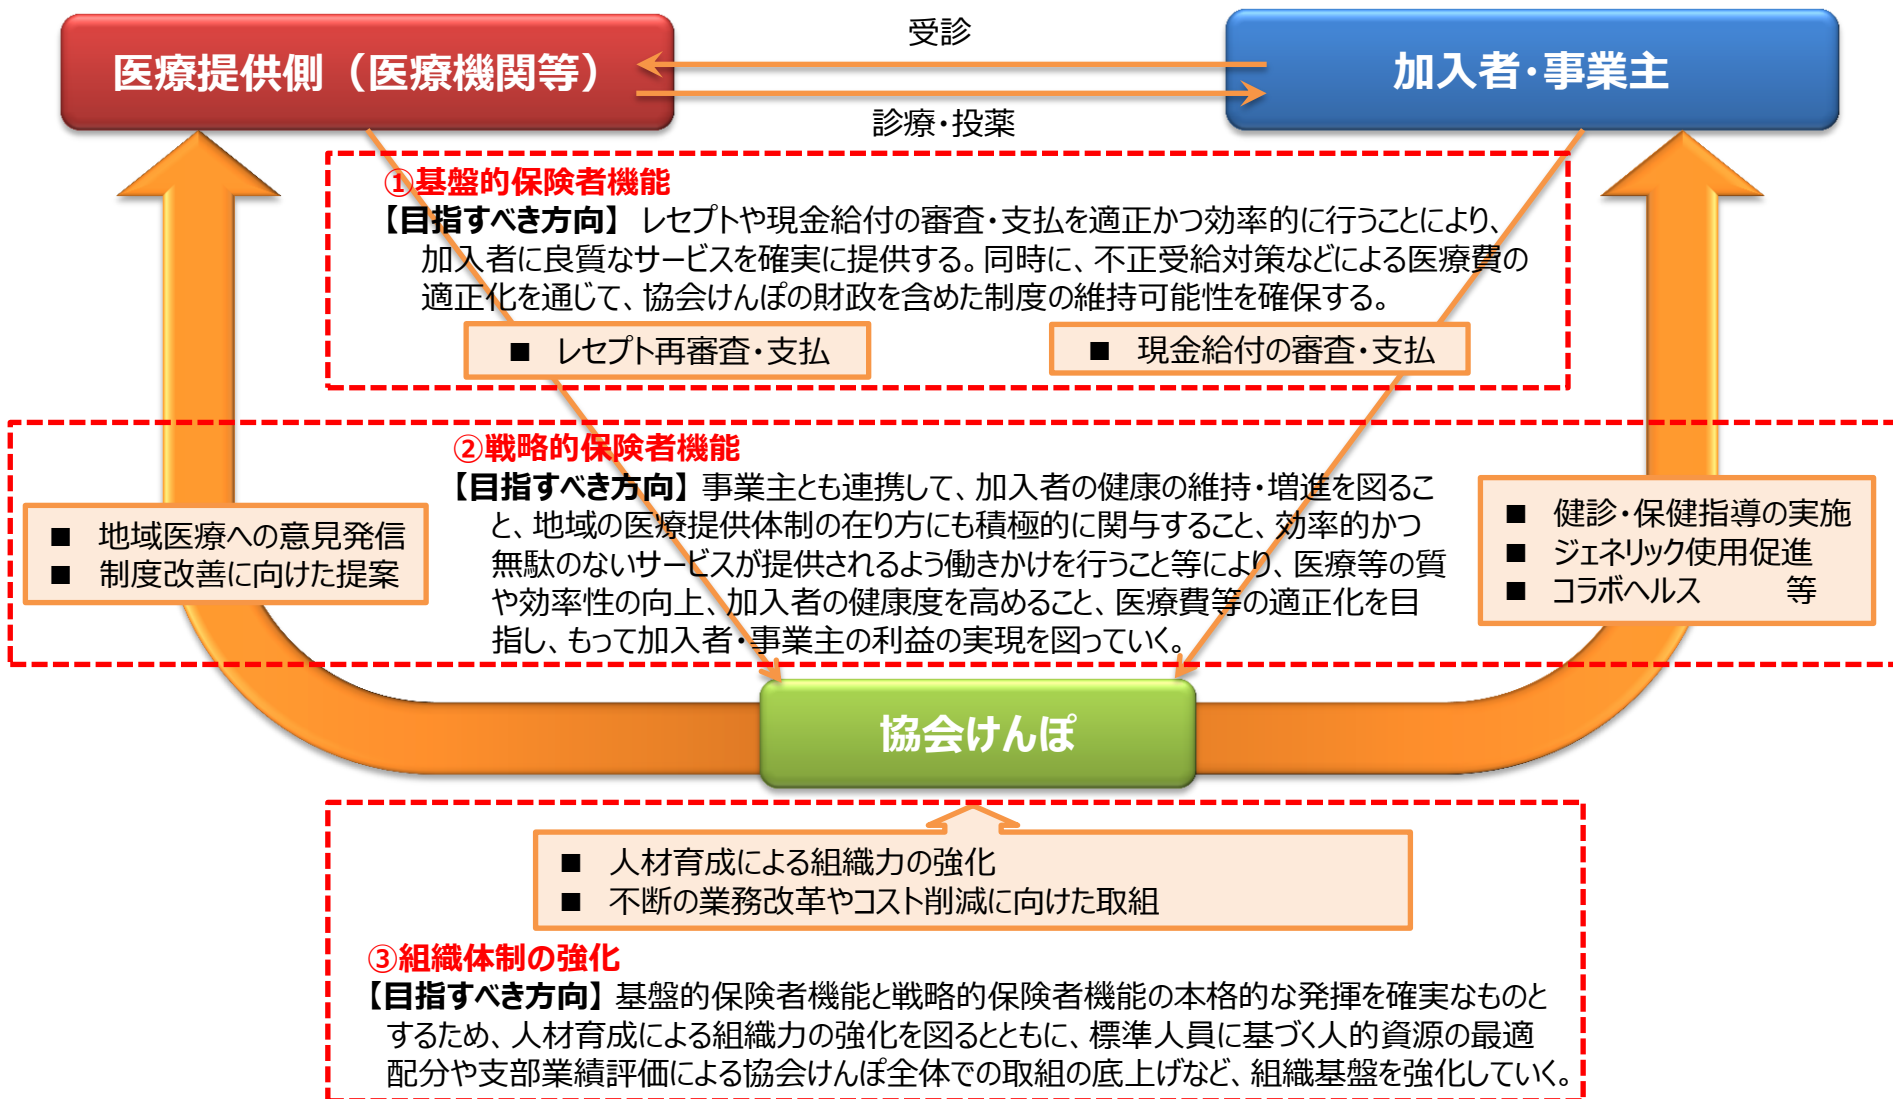 医療提供側（医療機関等）
受診
加入者・事業主
診療・投薬
①基盤的保険者機能
【目指すべき方向】 レセプトや現金給付の審査・支払を適正かつ効率的に行うことにより、
加入者に良質なサービスを確実に提供する。同時に、不正受給対策などによる医療費の
適正化を通じて、協会けんぽの財政を含めた制度の維持可能性を確保する。
■ レセプト再審査・支払
■ 現金給付の審査・支払
②戦略的保険者機能
【目指すべき方向】 事業主とも連携して、加入者の健康の維持・増進を図るこ
と、地域の医療提供体制の在り方にも積極的に関与すること、効率的かつ
無駄のないサービスが提供されるよう働きかけを行うこと等により、医療等の質
や効率性の向上、加入者の健康度を高めること、医療費等の適正化を目
指し、もって加入者・事業主の利益の実現を図っていく。
■ 地域医療への意見発信
■ 制度改善に向けた提案
■ 健診・保健指導の実施
■ ジェネリック使用促進
■ コラボヘルス 等
協会けんぽ
■ 人材育成による組織力の強化
■ 不断の業務改革やコスト削減に向けた取組
③組織体制の強化
【目指すべき方向】 基盤的保険者機能と戦略的保険者機能の本格的な発揮を確実なものと
するため、人材育成による組織力の強化を図るとともに、標準人員に基づく人的資源の最適
配分や支部業績評価による協会けんぽ全体での取組の底上げなど、組織基盤を強化していく。